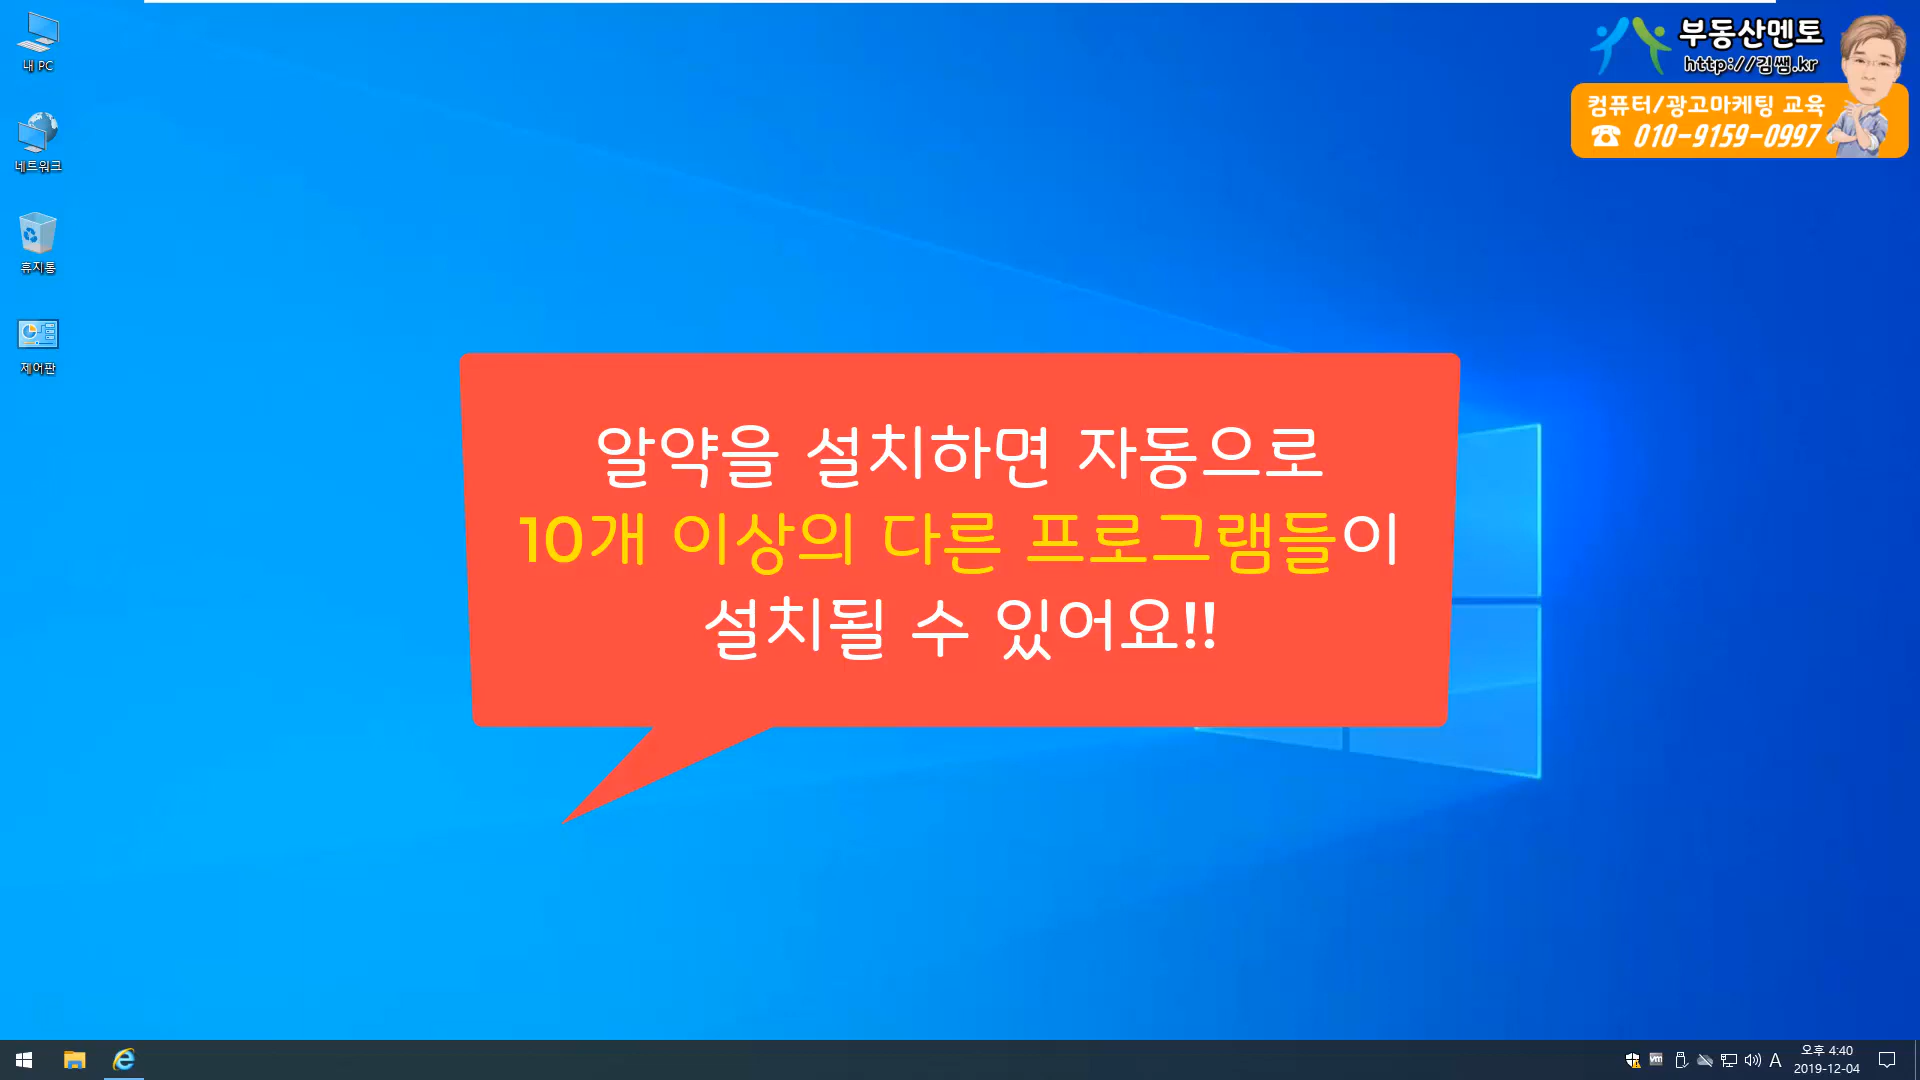 내 PC
네트워크
휴지통
제어판
부동산멘토
http://김쌤.kr
컴퓨터/광고마케팅 교육
☎ 010-9159-0997
알약을 설치하면 자동으로
10개 이상의 다른 프로그램들이
설치될 수 있어요!!
vm
A
오후 4:40
2019-12-04